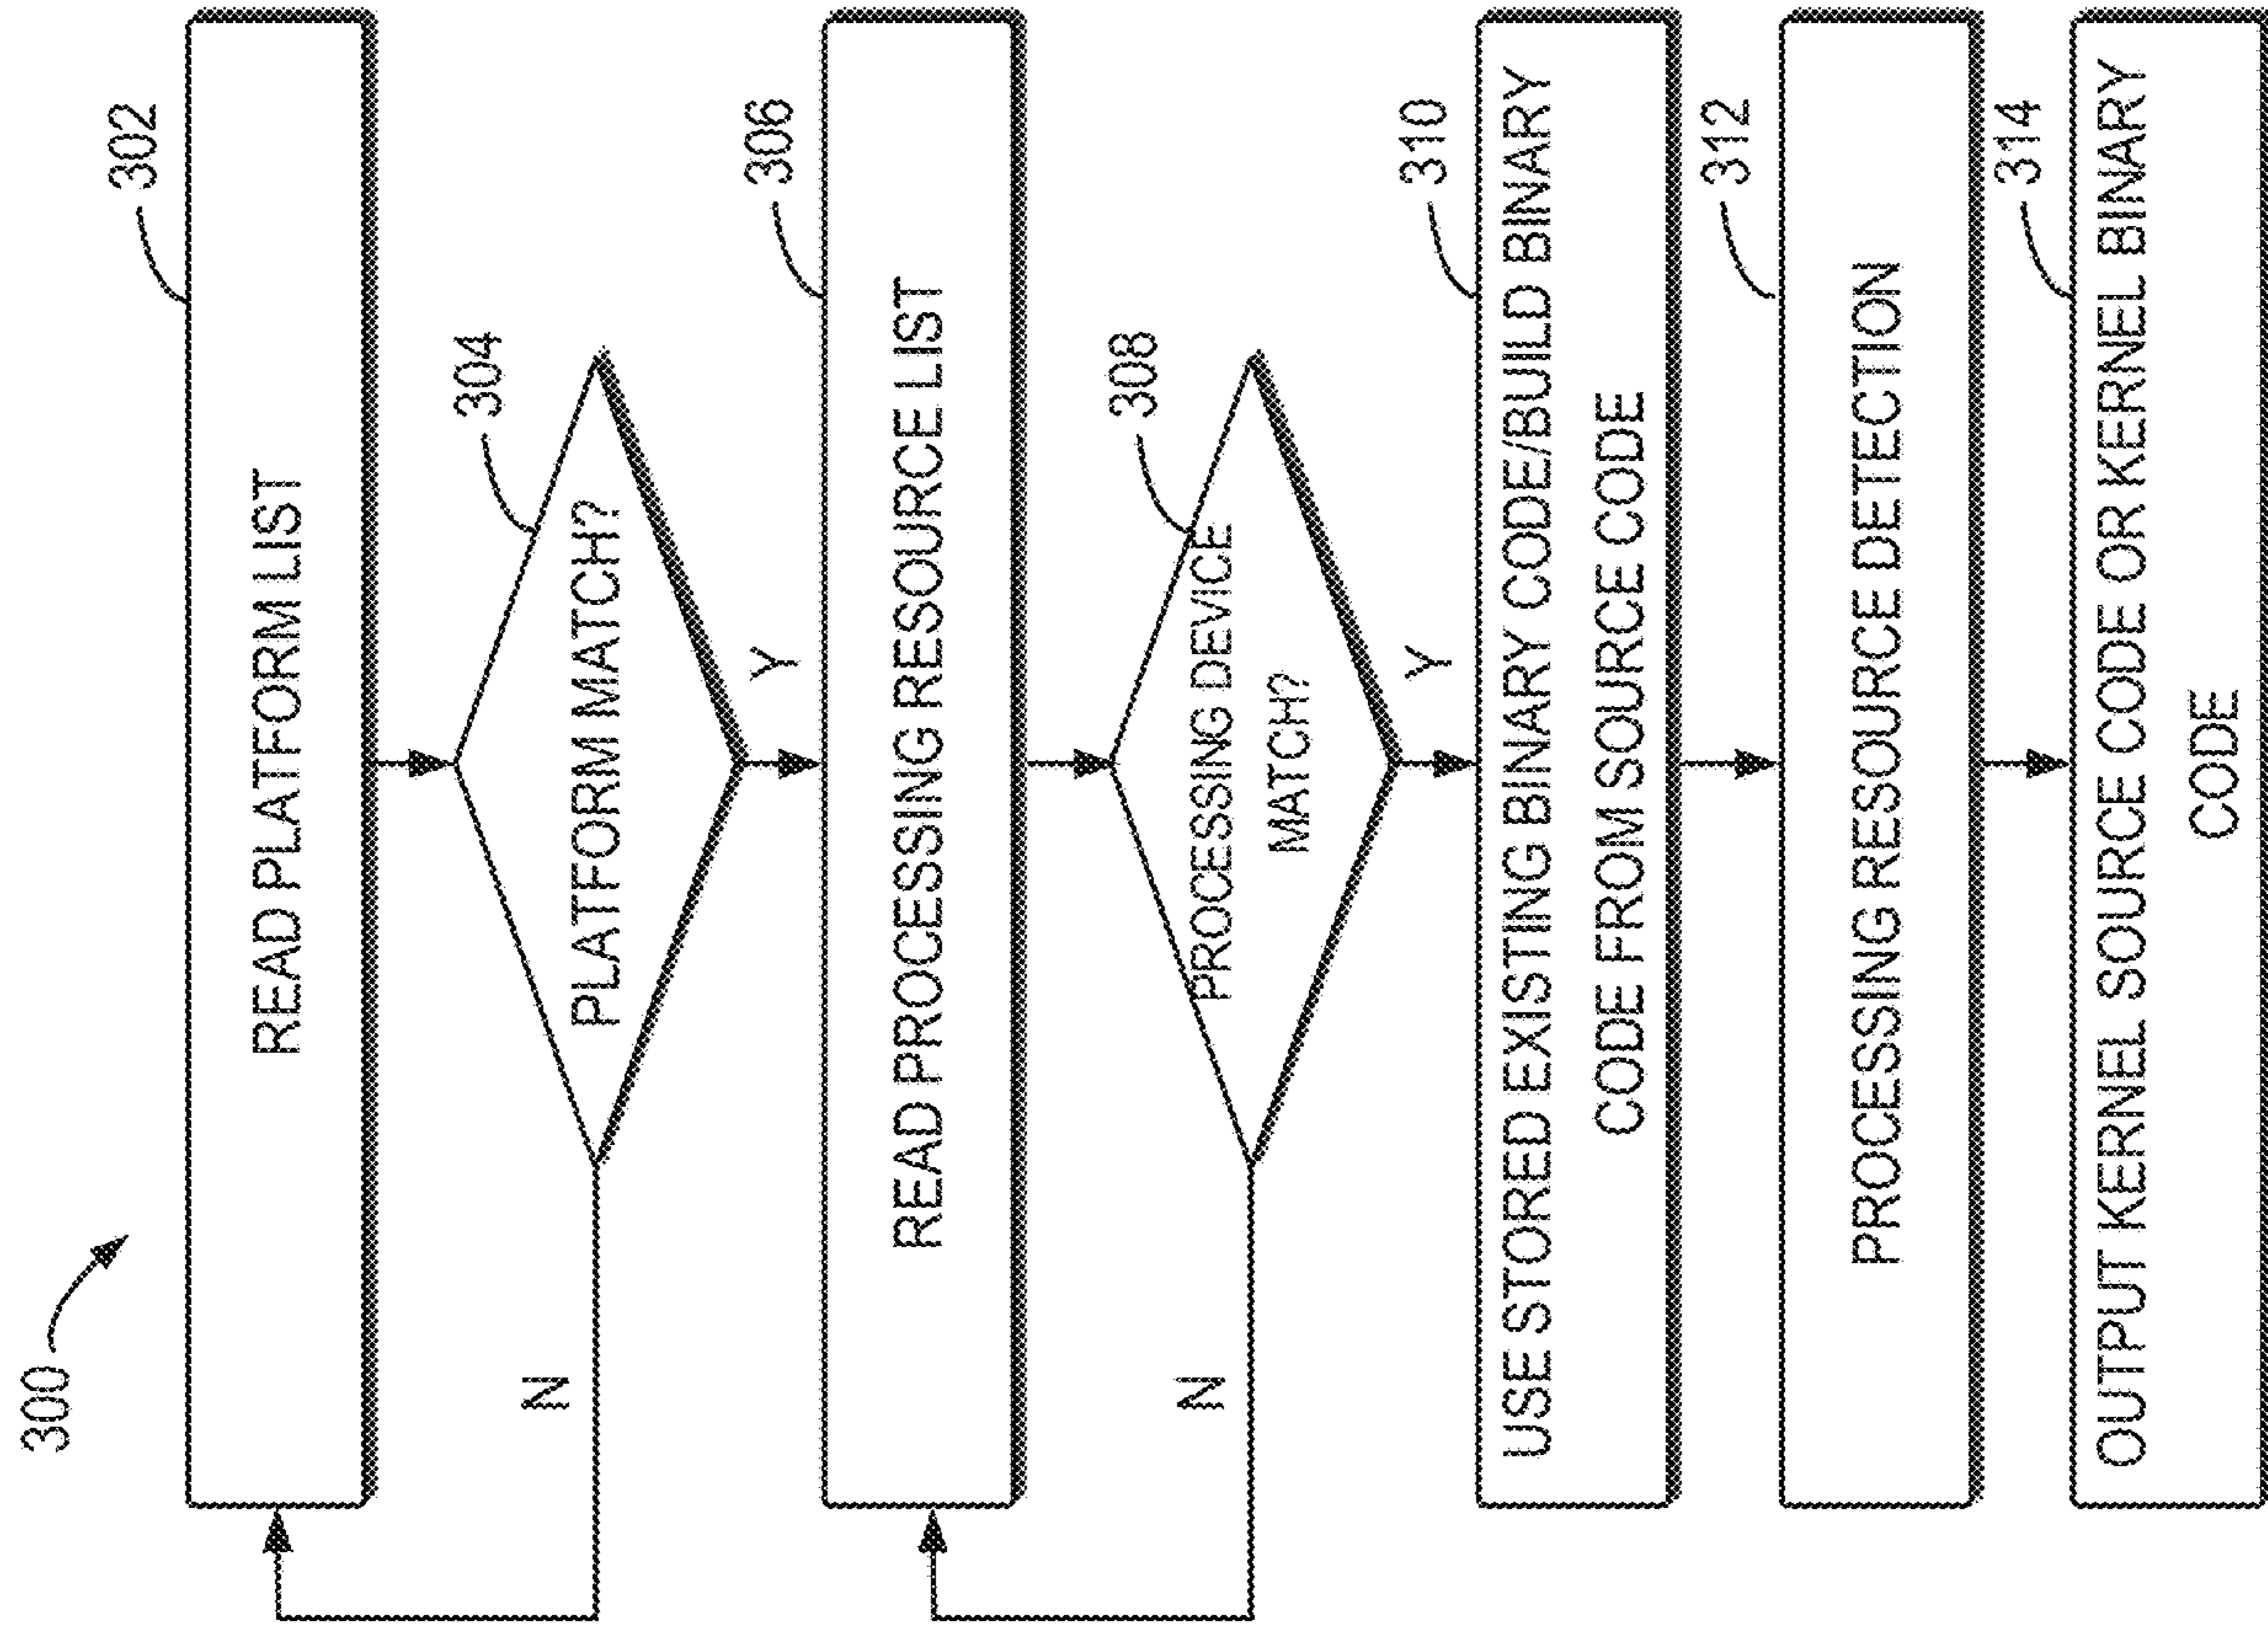 300
302
READ PLATFORM LIST
304
PLATFORM MATCH?
N
Y
306
READ PROCESSING RESOURCE LIST
308
PROCESSING DEVICE
MATCH?
N
Y
310
USE STORED EXISTING BINARY CODE/BUILD BINARY
CODE FROM SOURCE CODE
312
PROCESSING RESOURCE DETECTION
314
OUTPUT KERNEL SOURCE CODE OR KERNEL BINARY
CODE